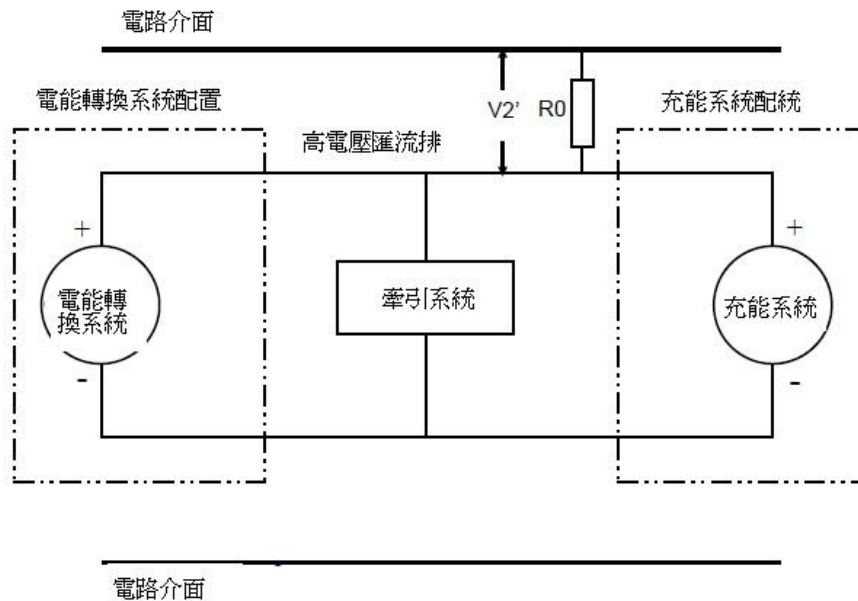 電路介面
電能轉換系統配置
V2’
R0
充能系統配統
高電壓匯流排
+
+
電能轉
換系統
牽引系統
充能系統
-
-
電路介面